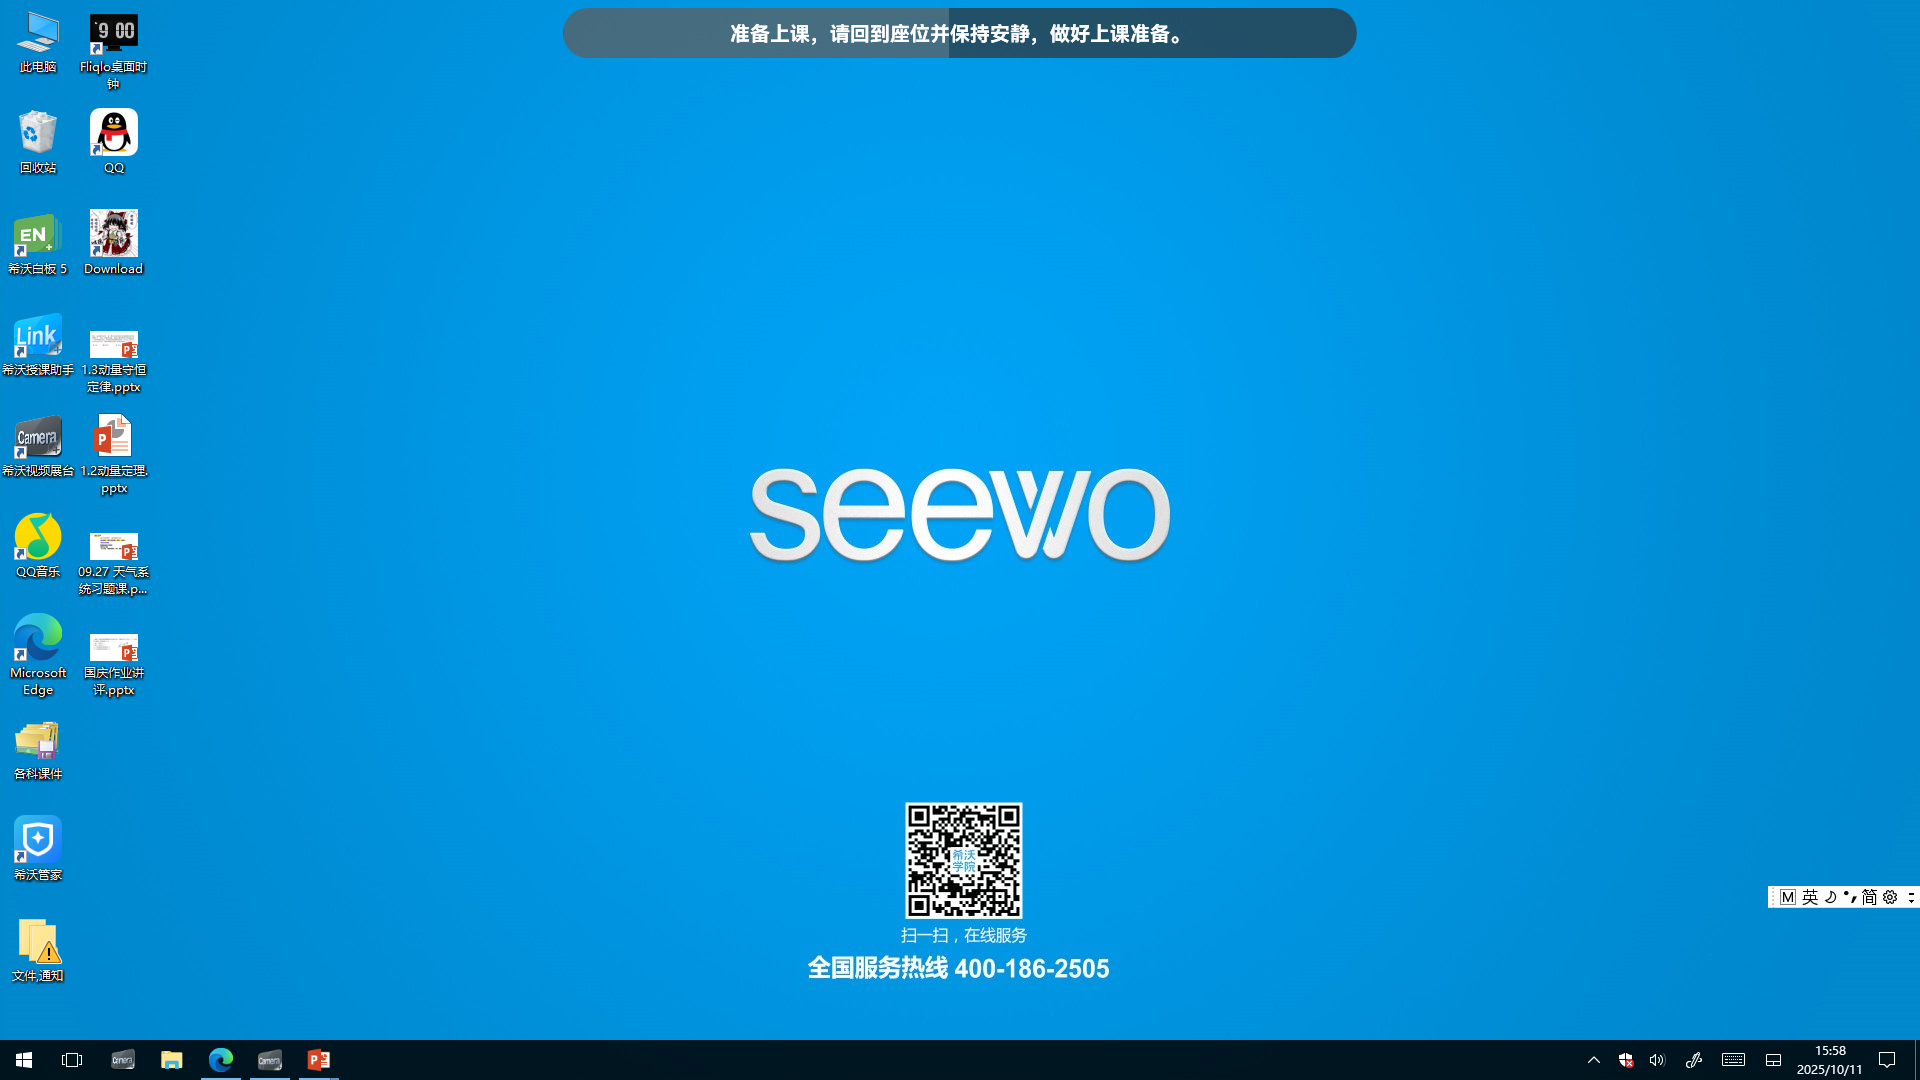 准备上课，请回到座位并保持安静，做好上课准备。
此电脑
9 00
Fliqlo桌面时
钟
回收站
QQ
EN
希沃白板 5
Download
Link
希沃授课助手
1.3动量守恒
定律.pptx
Camera
希沃视频展台
P
1.2动量定理.
pptx
QQ音乐
P
09.27 天气系
统习题课.p...
Microsoft
Edge
P
国庆作业讲
评.pptx
各科课件
希沃管家
文件,通知
seewo
希沃
学院
扫一扫，在线服务
全国服务热线 400-186-2505
M 英 简
Camera
Camera
P
15:58
2025/10/11